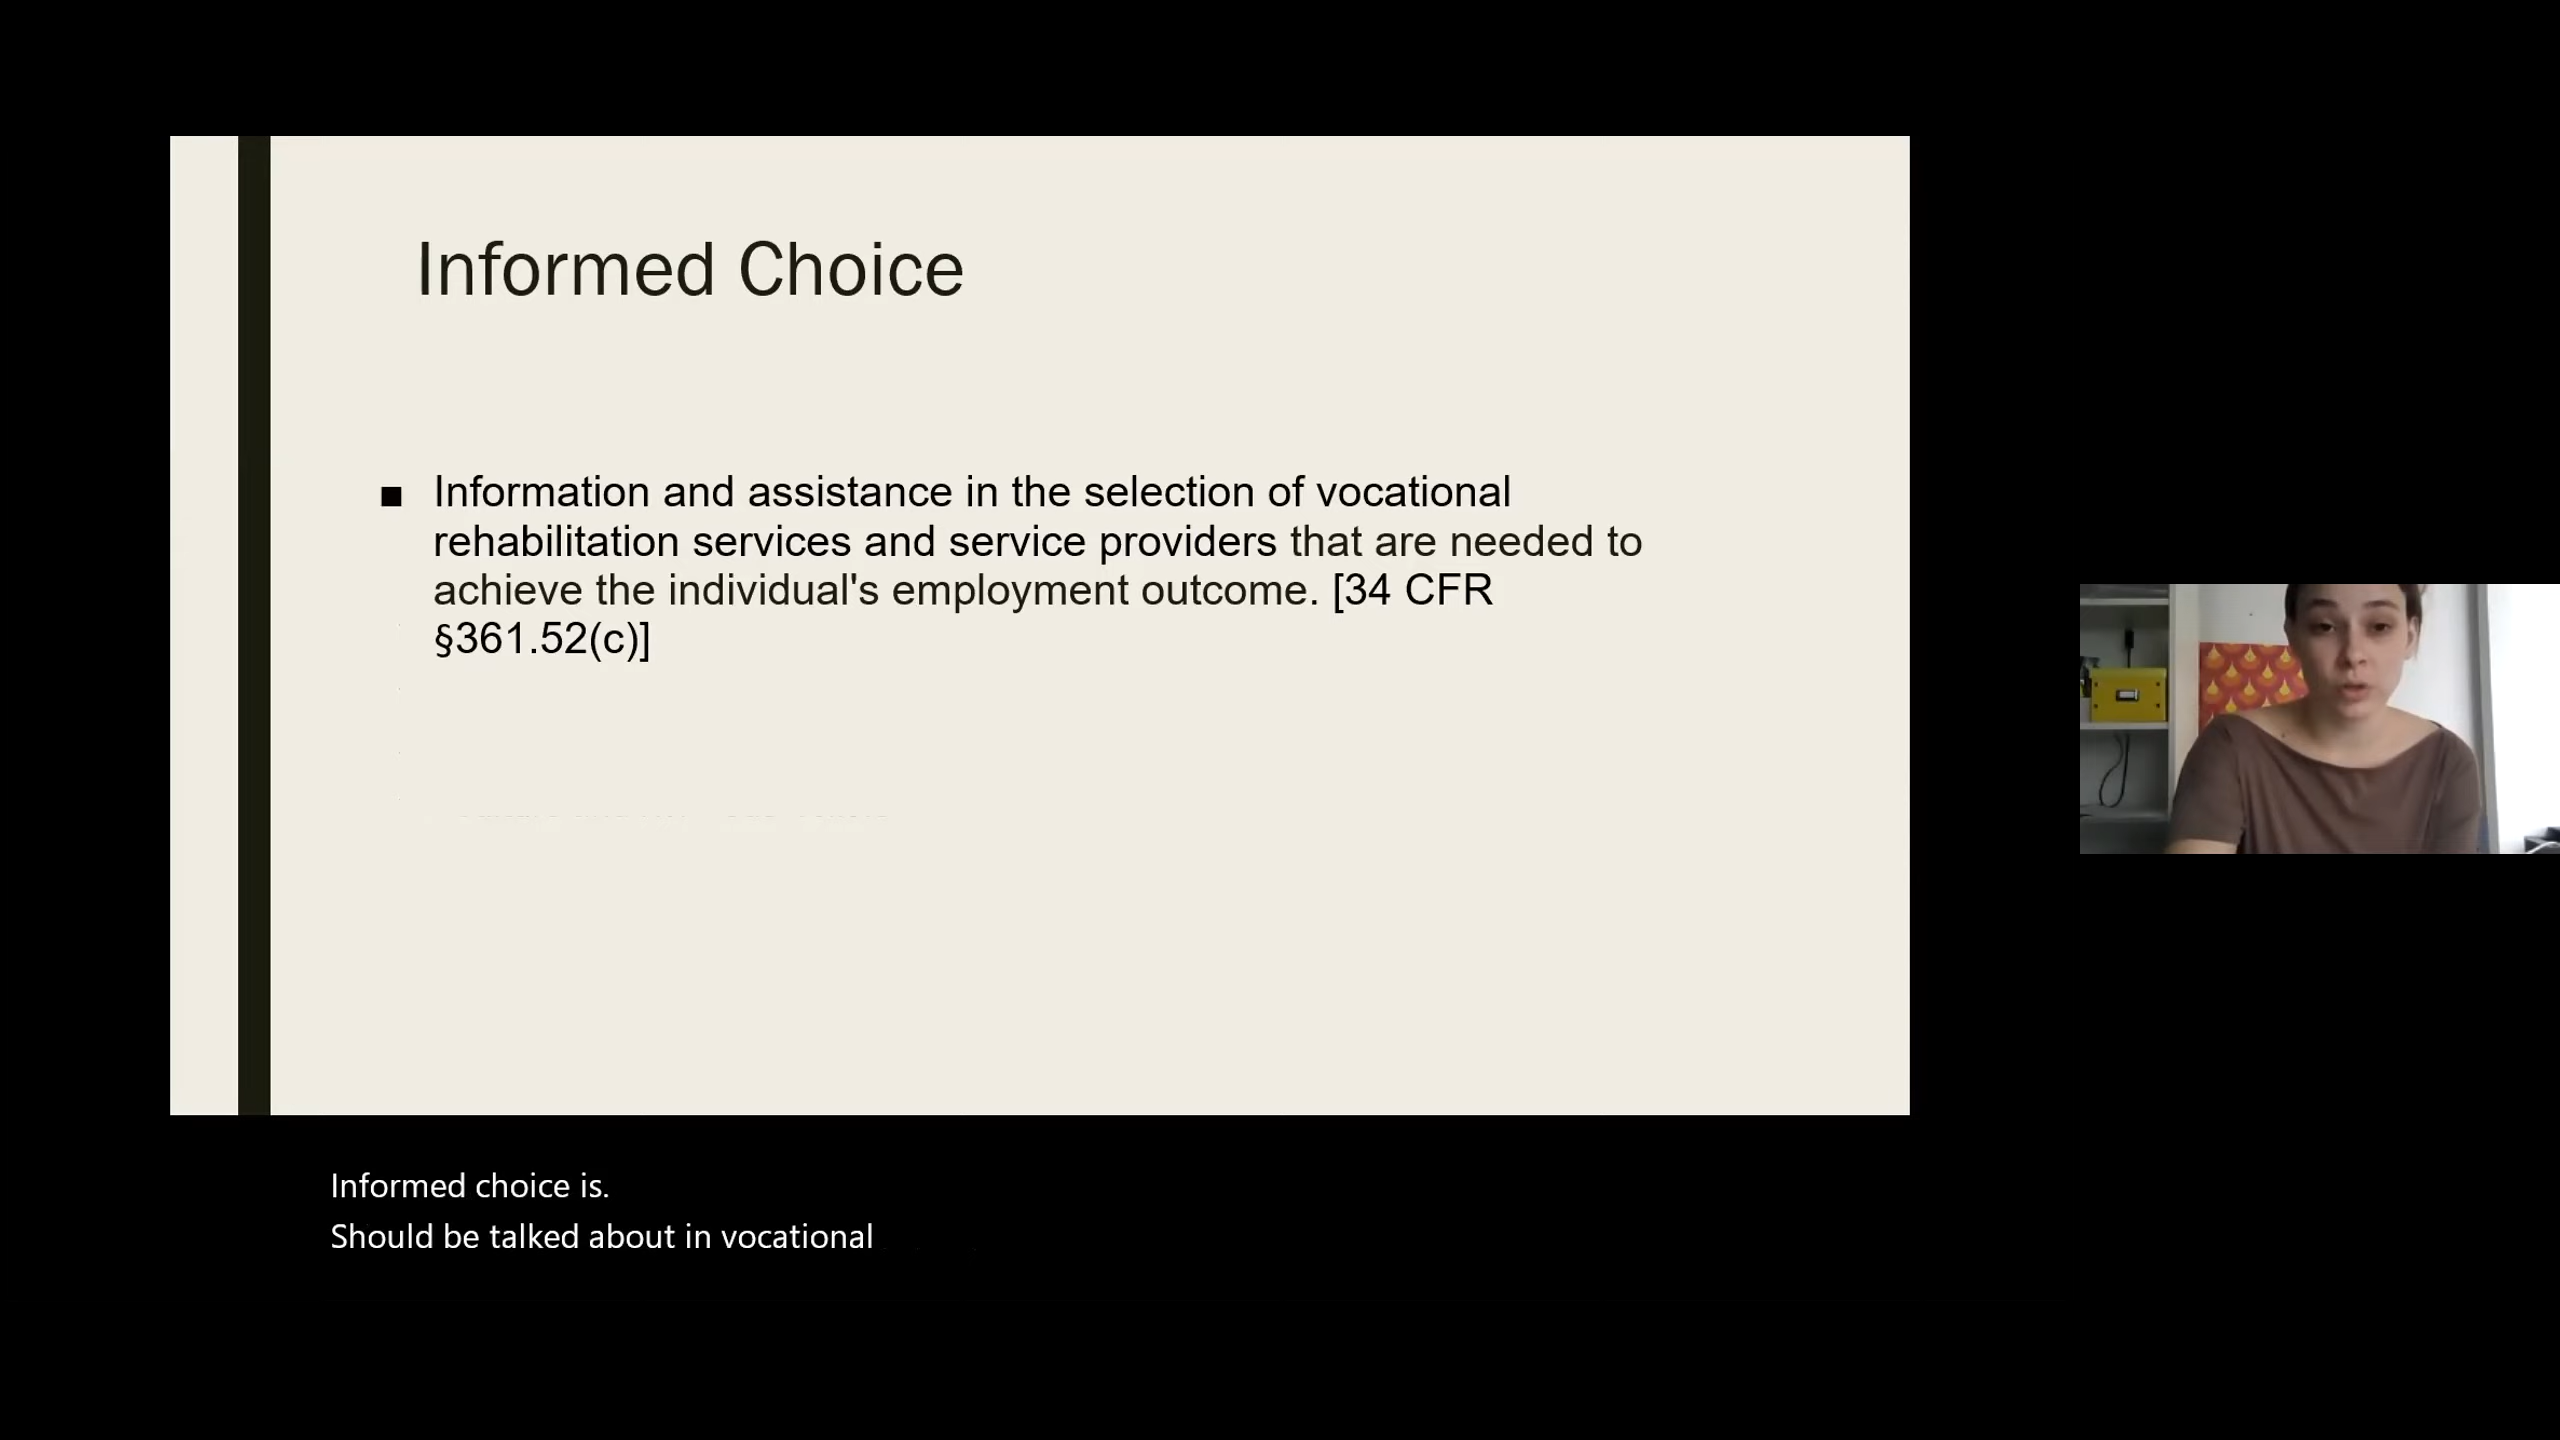 Informed Choice
■ Information and assistance in the selection of vocational
rehabilitation services and service providers that are needed to
achieve the individual's employment outcome. [34 CFR
§361.52(c)]
Informed choice is.
Should be talked about in vocational